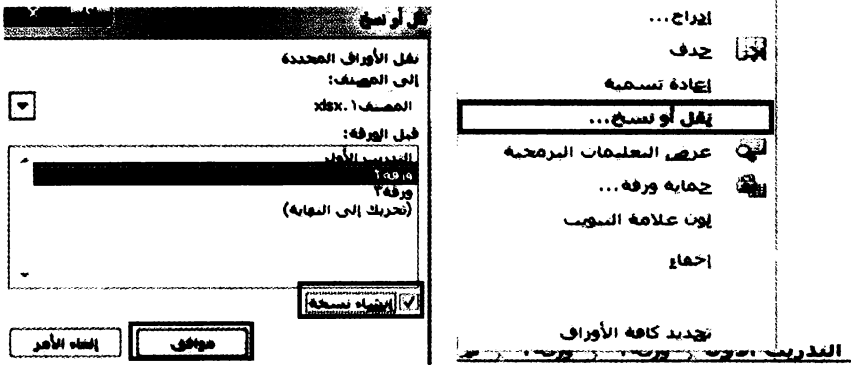 إدراج...
حذف
إعادة تسمية
نقل أو نسخ...
عرض التعليمات البرمجية
حماية ورقة...
لون علامة التبويب
إخفاء
تحديد كافة الأوراق
التدريب الأول
نقل أو نسخ
نقل الأوراق المحددة
إلى المصنف:
المصنف١.xlsx
قبل الورقة:
التدريب الأول
ورقة٢
ورقة٣
(تحريك إلى النهاية)
إنشاء نسخة
موافق
إلغاء الأمر